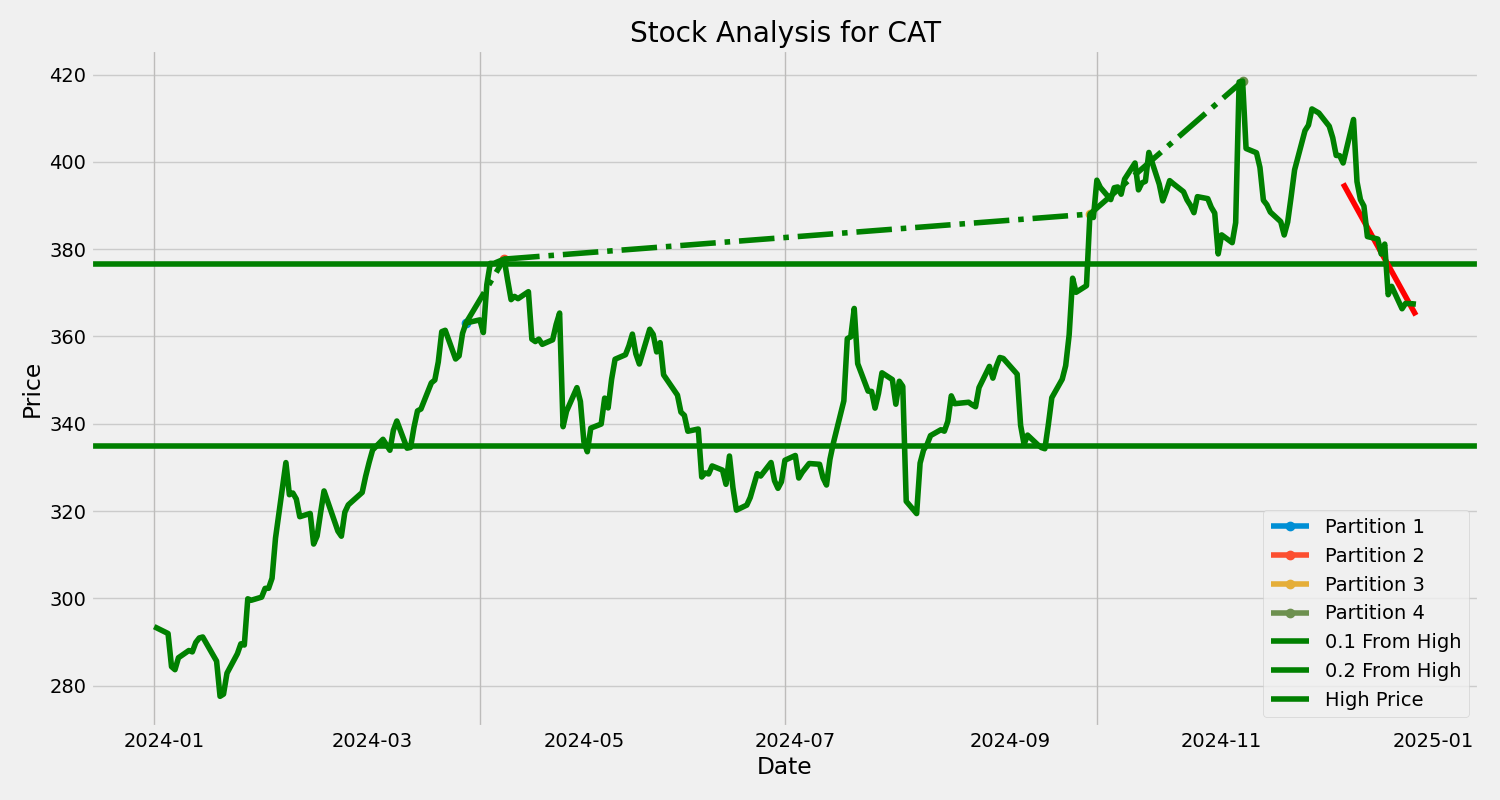 Stock Analysis for CAT
420
400
380
360
340
320
300
280
Price
Partition 1
Partition 2
Partition 3
Partition 4
0.1 From High
0.2 From High
High Price
2024-01 2024-03 2024-05 2024-07 2024-09 2024-11 2025-01
Date